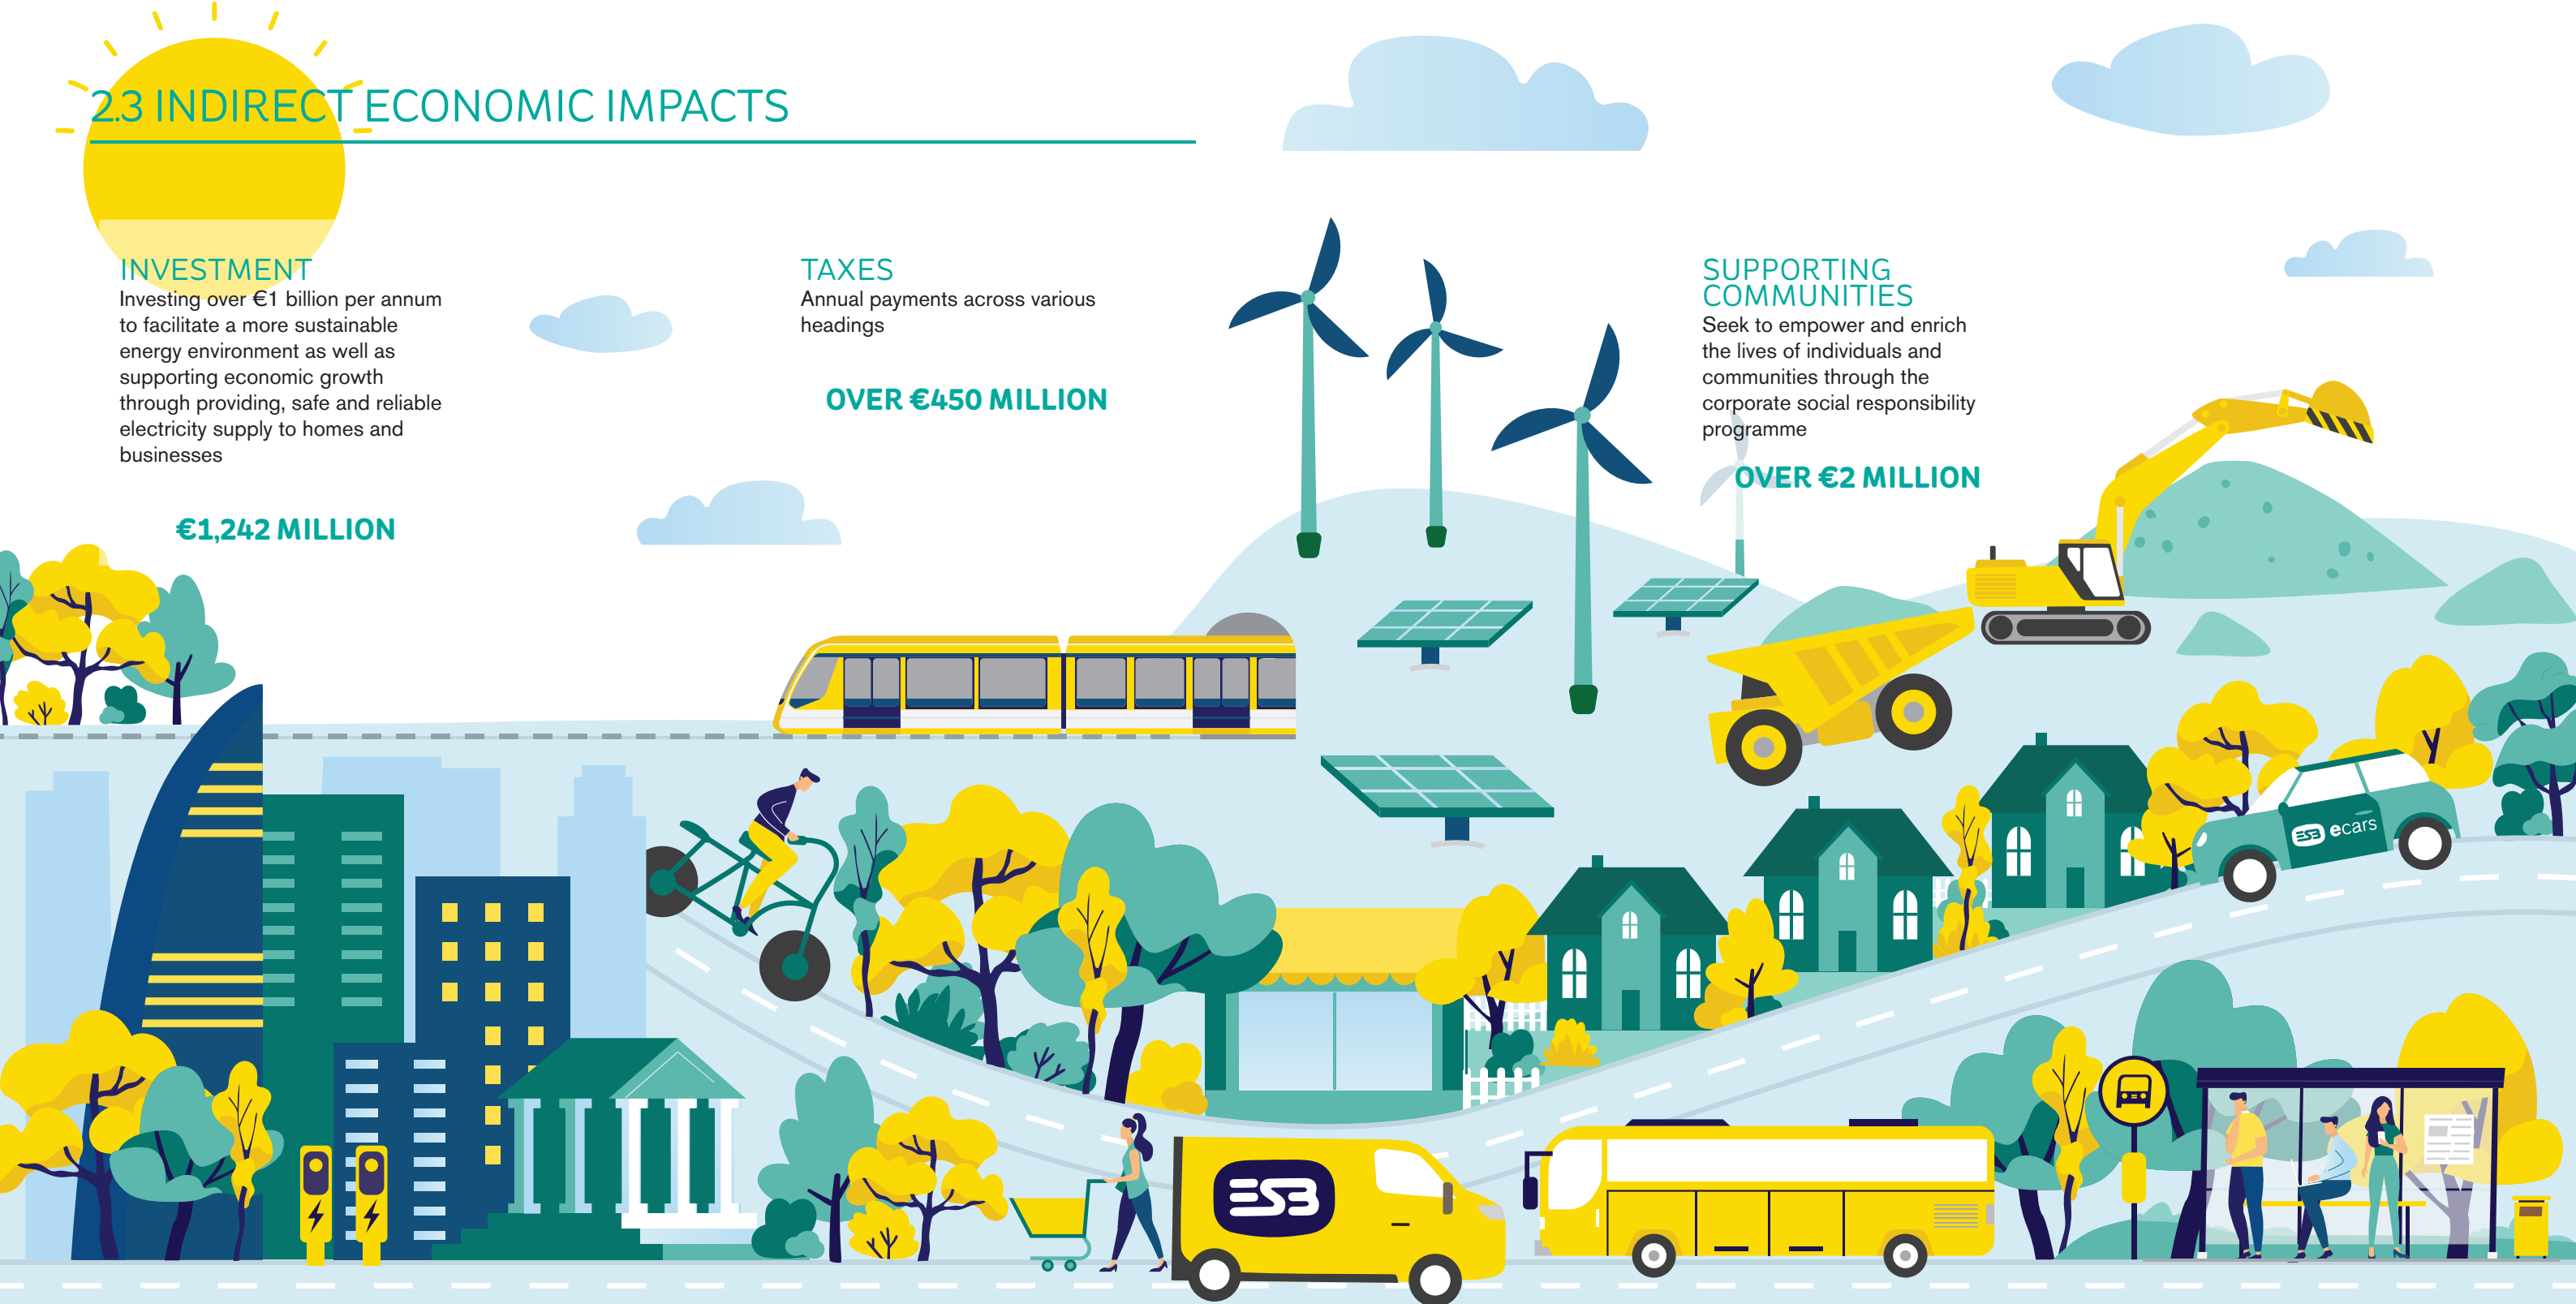 2.3 INDIRECT ECONOMIC IMPACTS
INVESTMENT
Investing over €1 billion per annum
to facilitate a more sustainable
energy environment as well as
supporting economic growth
through providing, safe and reliable
electricity supply to homes and
businesses
€1,242 MILLION
TAXES
Annual payments across various
headings
OVER €450 MILLION
SUPPORTING
COMMUNITIES
Seek to empower and enrich
the lives of individuals and
communities through the
corporate social responsibility
programme
OVER €2 MILLION
ESB ecars
ESB